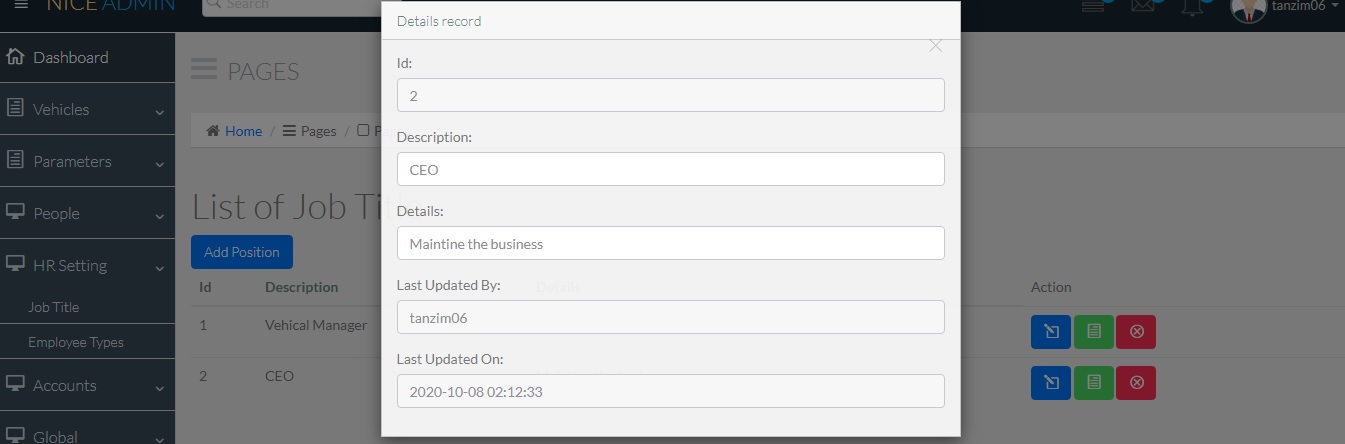 NICE ADMIN
Search
tanzim06
Dashboard
Vehicles
Parameters
People
HR Setting
Job Title
Employee Types
Accounts
Global
PAGES
Home / Pages / P
List of Job Ti
Add Position
Id Description Details Action
1 Vehical Manager
2 CEO
Details record
Id:
2
Description:
CEO
Details:
Maintine the business
Last Updated By:
tanzim06
Last Updated On:
2020-10-08 02:12:33